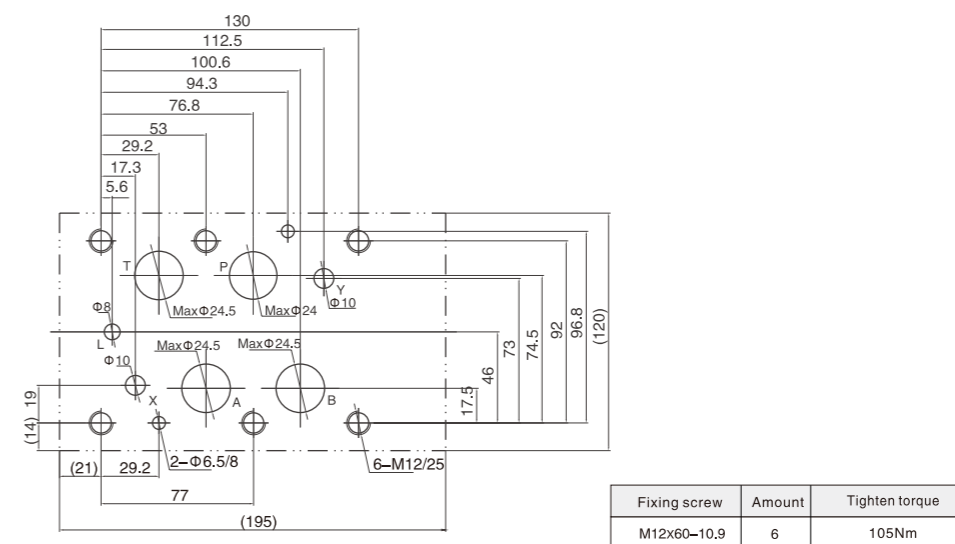 130
112.5
100.6
94.3
76.8
53
29.2
17.3
5.6
T
P
Y
Φ10
Φ8
MaxΦ24.5
MaxΦ24
L
MaxΦ24.5
MaxΦ24.5
Φ10
X
A
B
19
(14)
17.5
46
73
74.5
92
96.8
(120)
(21)
29.2
2–Φ6.5/8
6–M12/25
77
(195)
Fixing screw Amount Tighten torque
M12x60–10.9 6 105Nm